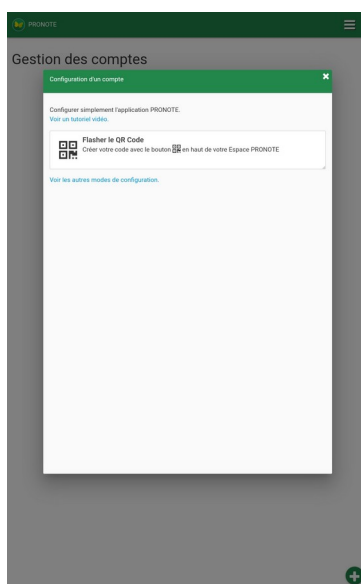 PRONOTE
Gestion des comptes
Configuration d'un compte
Configurer simplement l'application PRONOTE.
Voir un tutoriel vidéo.
Flasher le QR Code
Créer votre code avec le bouton en haut de votre Espace PRONOTE
Voir les autres modes de configuration.